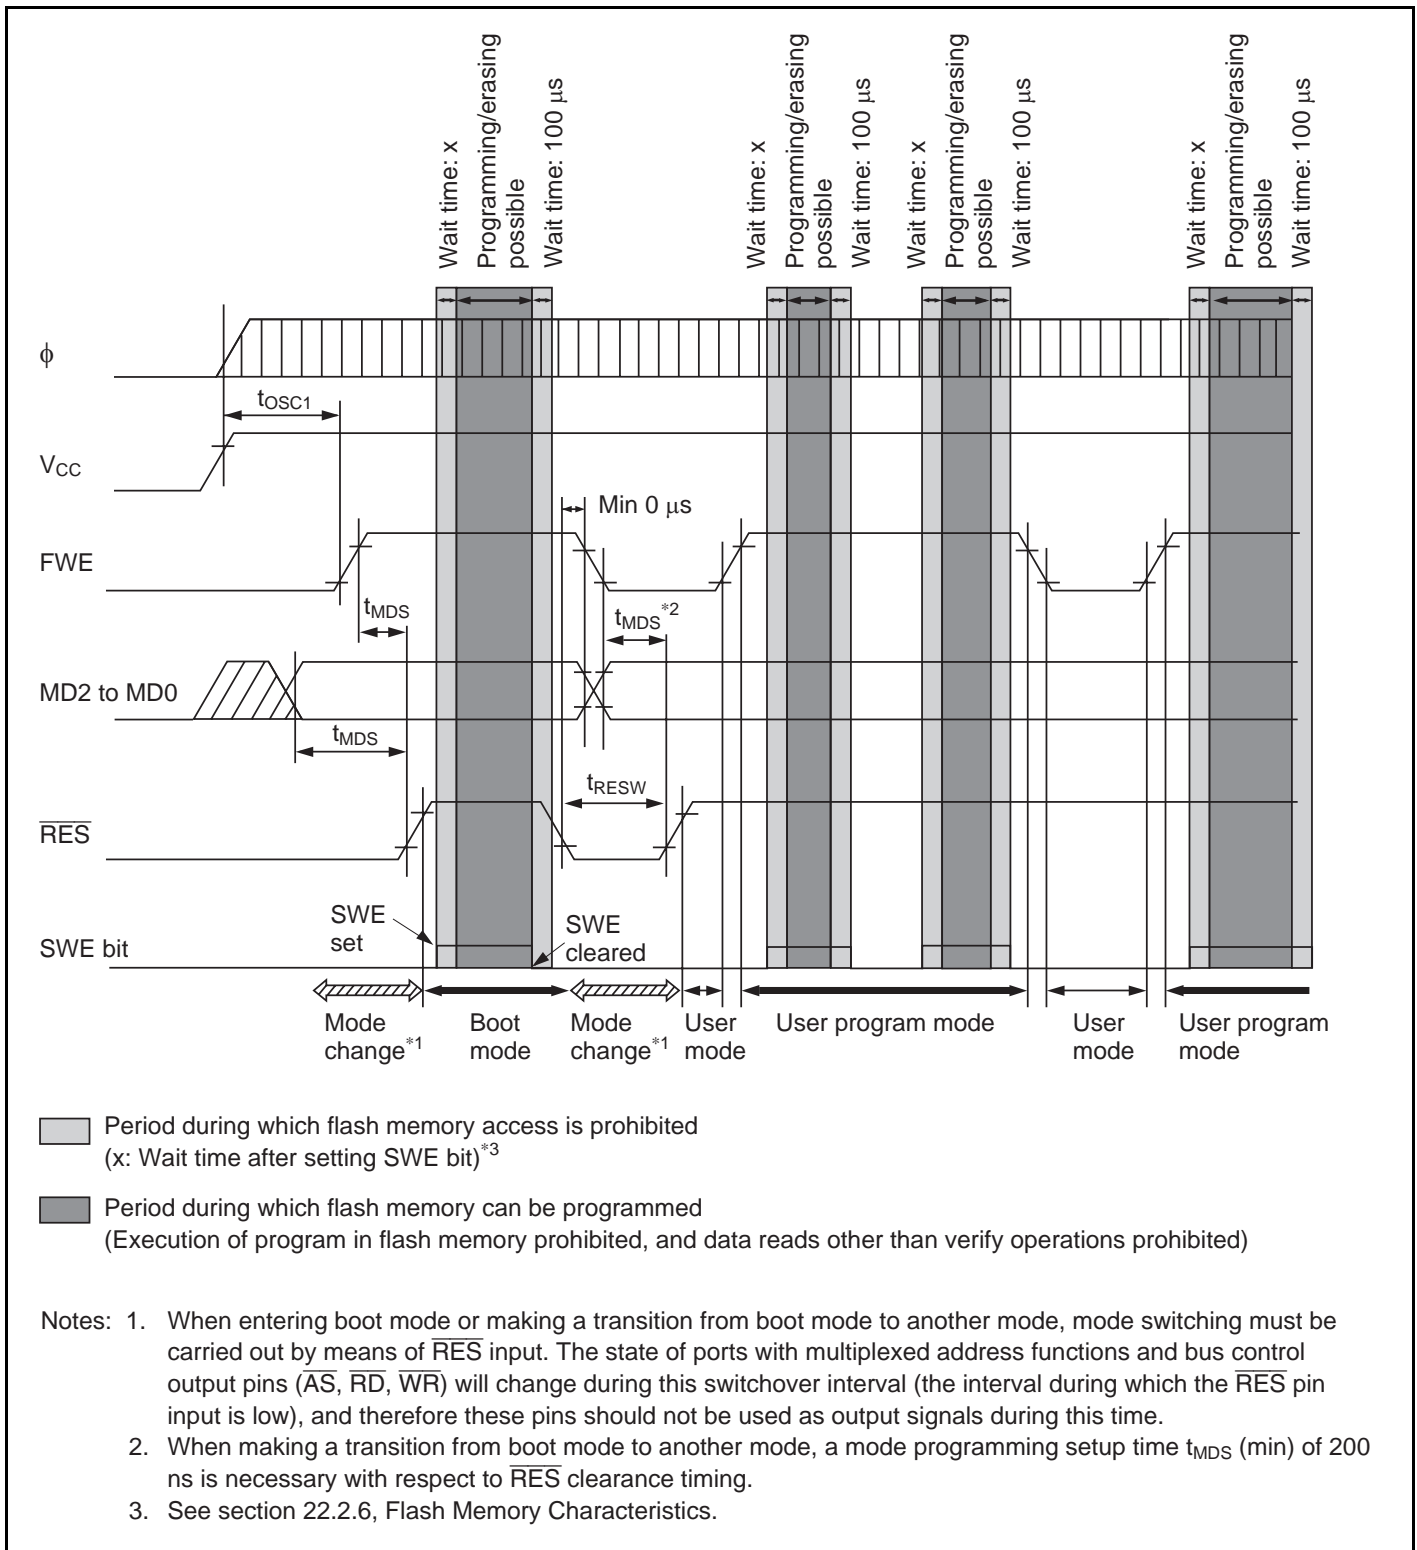 Wait time: x
Programming/erasing
possible
Wait time: 100 μs
Wait time: x
Programming/erasing
possible
Wait time: 100 μs
Wait time: x
Programming/erasing
possible
Wait time: 100 μs
Wait time: x
Programming/erasing
possible
Wait time: 100 μs
ϕ
tOSC1
VCC
Min 0 μs
FWE
tMDS
tMDS*2
MD2 to MD0
tMDS
tRESW
R̅E̅S̅
SWE
set
SWE
cleared
SWE bit
Mode
change*1
Boot
mode
Mode
change*1
User
mode
User program mode
User
mode
User program
mode
Period during which flash memory access is prohibited
(x: Wait time after setting SWE bit)*3
Period during which flash memory can be programmed
(Execution of program in flash memory prohibited, and data reads other than verify operations prohibited)
Notes: 1. When entering boot mode or making a transition from boot mode to another mode, mode switching must be
carried out by means of R̅E̅S̅ input. The state of ports with multiplexed address functions and bus control
output pins (A̅S̅, R̅D̅, W̅R̅) will change during this switchover interval (the interval during which the R̅E̅S̅ pin
input is low), and therefore these pins should not be used as output signals during this time.
2. When making a transition from boot mode to another mode, a mode programming setup time tMDS (min) of 200
ns is necessary with respect to R̅E̅S̅ clearance timing.
3. See section 22.2.6, Flash Memory Characteristics.